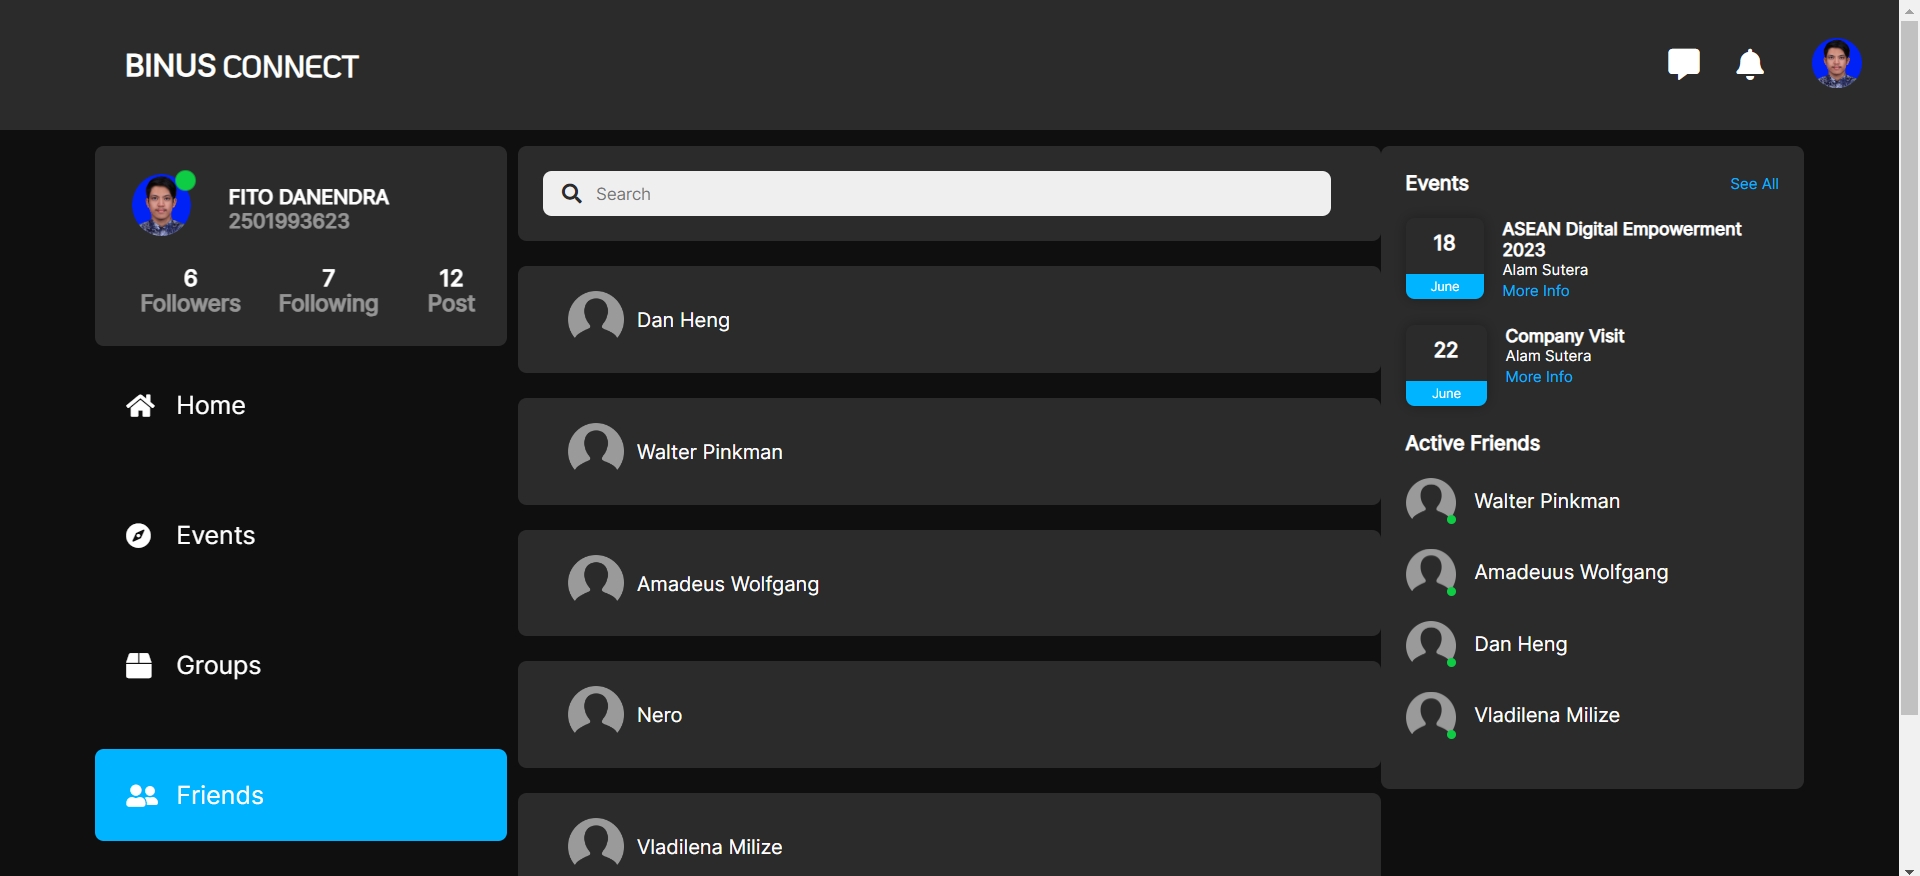 BINUS CONNECT
FITO DANENDRA
2501993623
6
Followers
7
Following
12
Post
Home
Events
Groups
Friends
Search
Dan Heng
Walter Pinkman
Amadeus Wolfgang
Nero
Vladilena Milize
Events
See All
18
June
ASEAN Digital Empowerment
2023
Alam Sutera
More Info
22
June
Company Visit
Alam Sutera
More Info
Active Friends
Walter Pinkman
Amadeuus Wolfgang
Dan Heng
Vladilena Milize